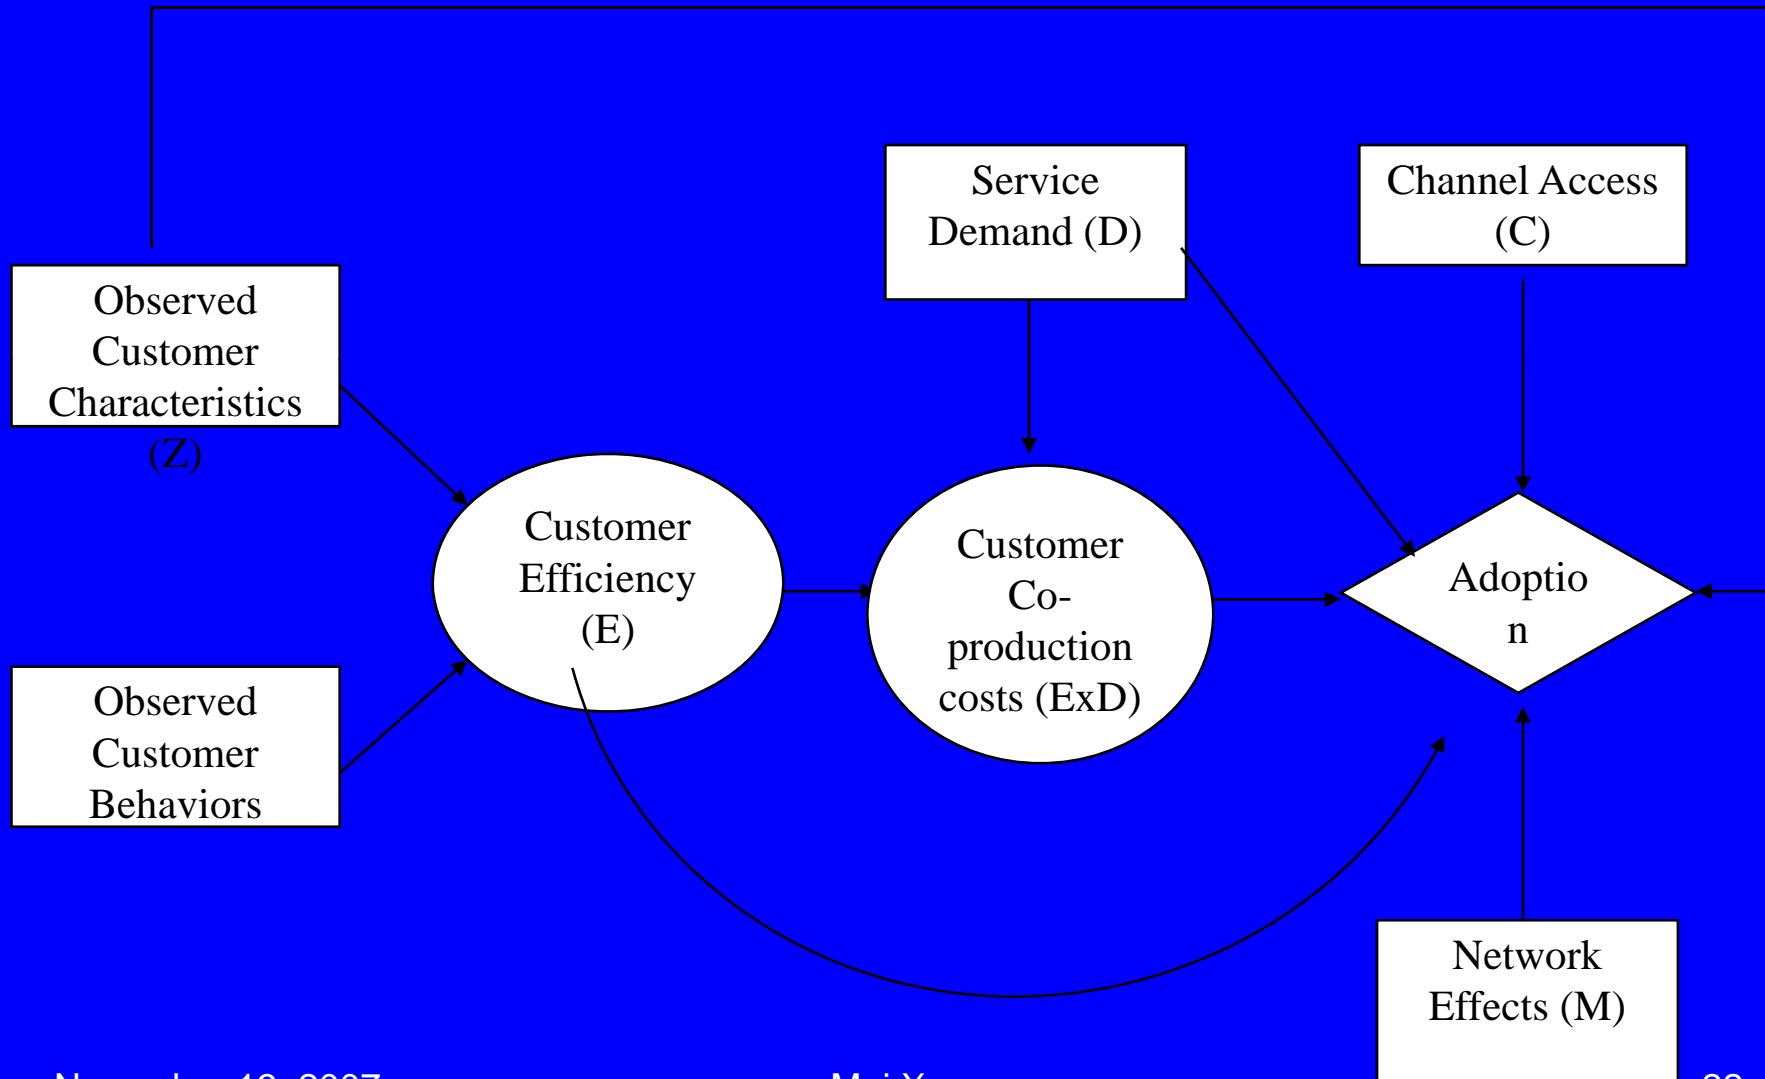 Service
Demand (D)
Channel Access
(C)
Observed
Customer
Characteristics
(Z)
Customer
Efficiency
(E)
Customer
Co-
production
costs (ExD)
Adoptio
n
Observed
Customer
Behaviors
Network
Effects (M)
2007